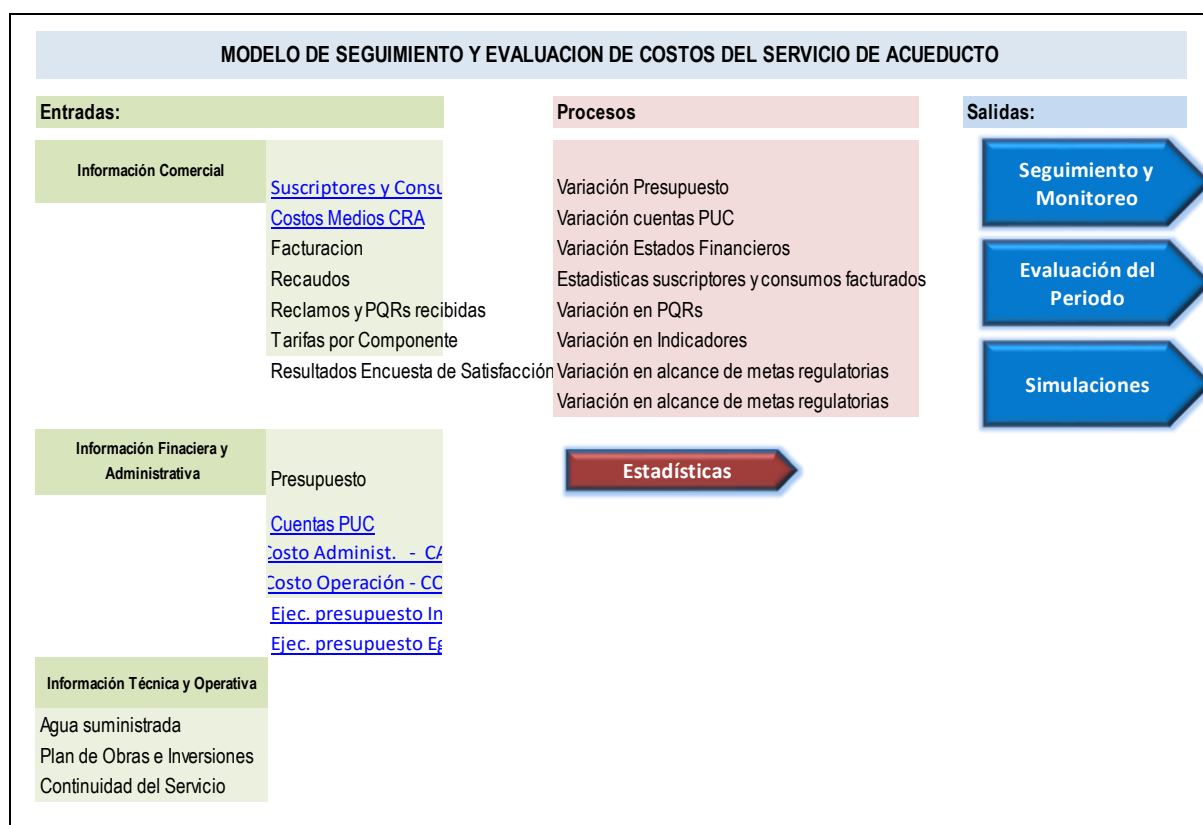 MODELO DE SEGUIMIENTO Y EVALUACION DE COSTOS DEL SERVICIO DE ACUEDUCTO
Entradas:
Información Comercial
Suscriptores y Consu
Costos Medios CRA
Facturacion
Recaudos
Reclamos y PQRs recibidas
Tarifas por Componente
Resultados Encuesta de Satisfacción
Información Finaciera y
Administrativa
Presupuesto
Cuentas PUC
Costo Administ. - CA
Costo Operación - CO
Ejec. presupuesto In
Ejec. presupuesto Eg
Información Técnica y Operativa
Agua suministrada
Plan de Obras e Inversiones
Continuidad del Servicio
Procesos
Variación Presupuesto
Variación cuentas PUC
Variación Estados Financieros
Estadisticas suscriptores y consumos facturados
Variación en PQRs
Variación en Indicadores
Variación en alcance de metas regulatorias
Variación en alcance de metas regulatorias
Estadísticas
Salidas:
Seguimiento y
Monitoreo
Evaluación del
Periodo
Simulaciones